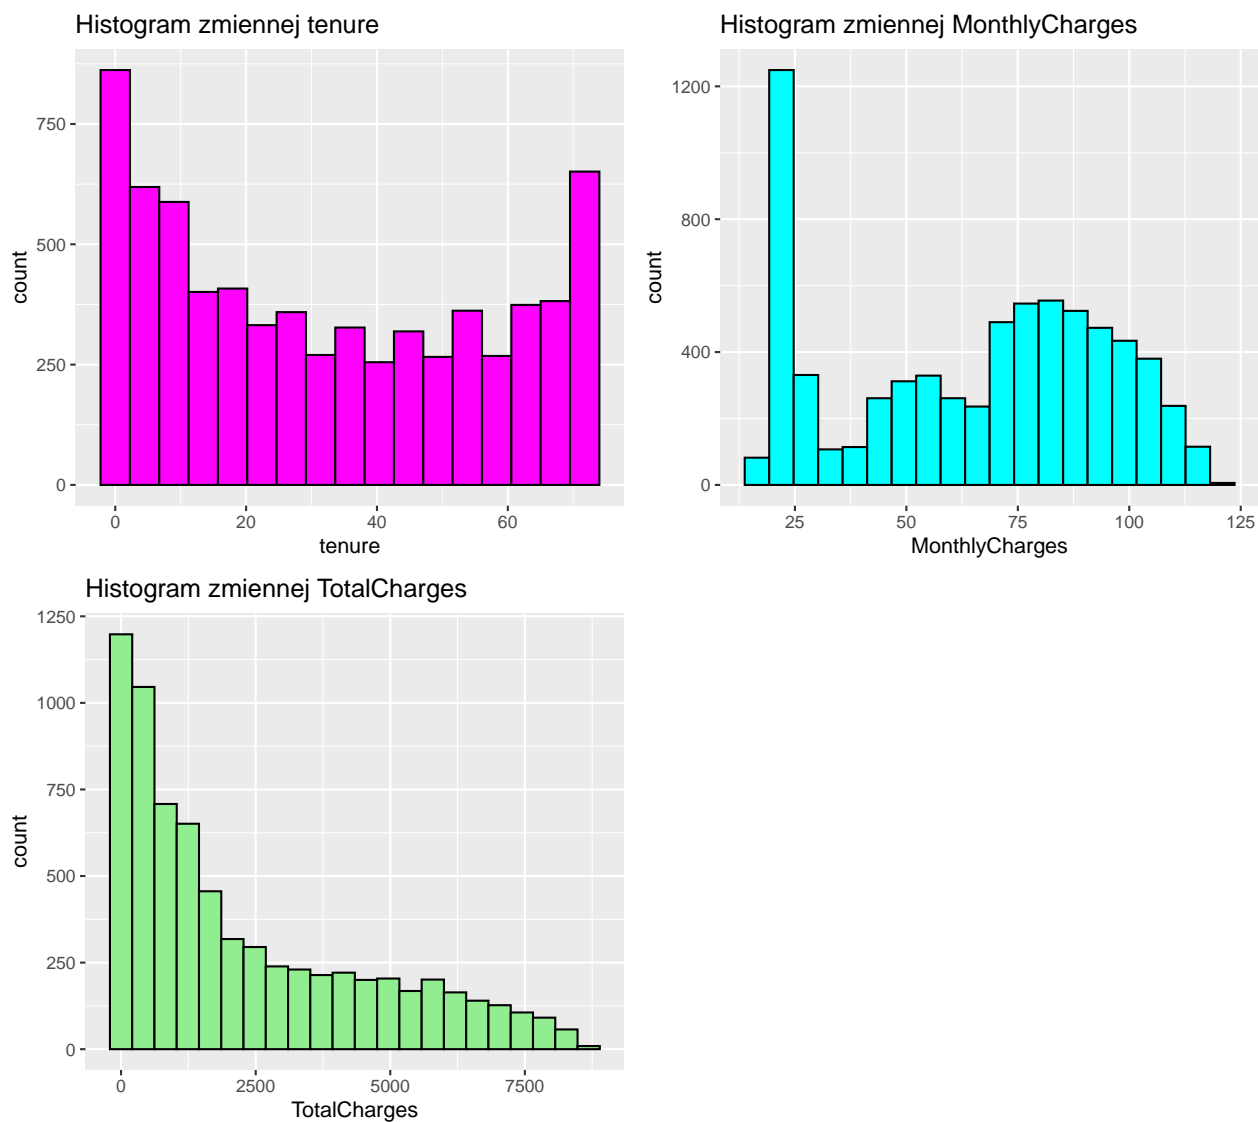 Histogram zmiennej tenure
750
500
250
0
count
0 20 40 60
tenure
Histogram zmiennej MonthlyCharges
1200
800
400
0
count
25 50 75 100 125
MonthlyCharges
Histogram zmiennej TotalCharges
1250
1000
750
500
250
0
count
0 2500 5000 7500
TotalCharges